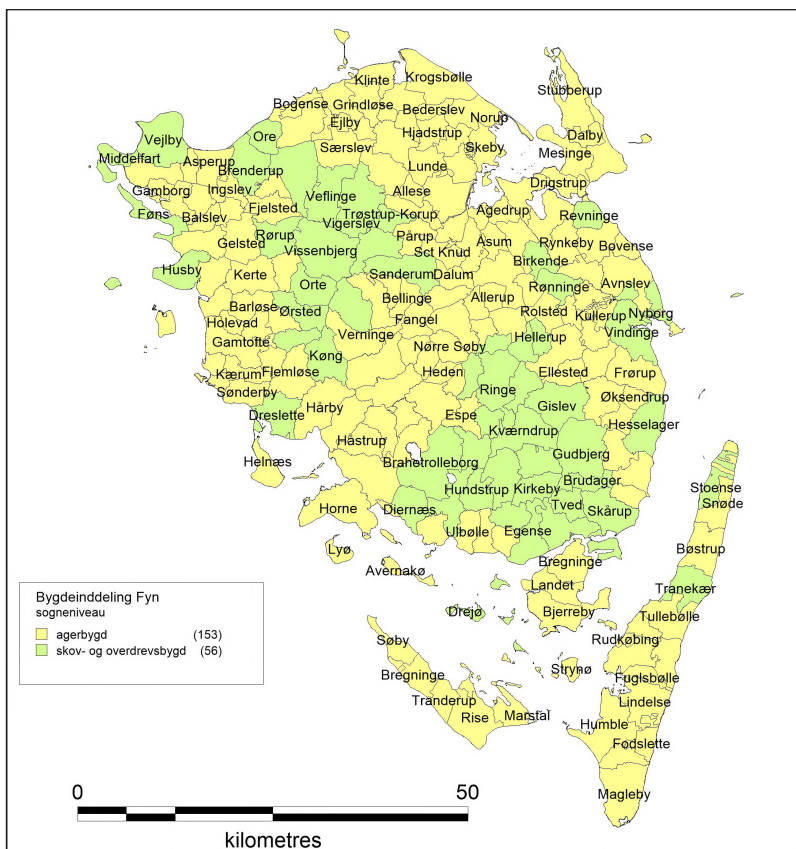 Klinte
Krogsbølle
Stubberup
Bogense
Grindløse
Bederslev
Norup
Ejlby
Vejlby
Ore
Hjadstrup
Dalby
Særslev
Skeby
Mesinge
Middelfart
Asperup
Brenderup
Lunde
Drigstrup
Gamborg
Ingslev
Veflinge
Allese
Føns
Balslev
Fjelsted
Trøstrup-Korup
Agedrup
Revninge
Vigerslev
Gelsted
Rørup
Pårup
Asum
Rynkeby
Bovense
Vissenbjerg
Sct Knud
Birkende
Husby
Kerte
Sanderum
Dalum
Orte
Rønninge
Avnslev
Bellinge
Allerup
Barløse
Ørsted
Rolsted
Kullerup
Nyborg
Holevad
Fangel
Verninge
Hellerup
Vindinge
Gamtofte
Nørre Søby
Køng
Kærum
Flemløse
Heden
Ellested
Frørup
Sønderby
Ringe
Øksendrup
Dreslette
Hårby
Espe
Gislev
Hesselager
Kværndrup
Håstrup
Helnæs
Brahetrolleborg
Gudbjerg
Hundstrup
Kirkeby
Brudager
Stoense
Snøde
Horne
Diernæs
Tved
Skårup
Ulbølle
Egense
Lyø
Bøstrup
Avernakø
Bregninge
Landet
Tranekær
Bygdeinddeling Fyn
sogneniveau
agerbygd (153)
skov- og overdrevsbygd (56)
Drejø
Bjerreby
Tullebølle
Søby
Rudkøbing
Bregninge
Strynø
Fuglsbølle
Tranderup
Lindelse
Rise
Marstal
Humble
Fodslette
Magleby
0 50
kilometres